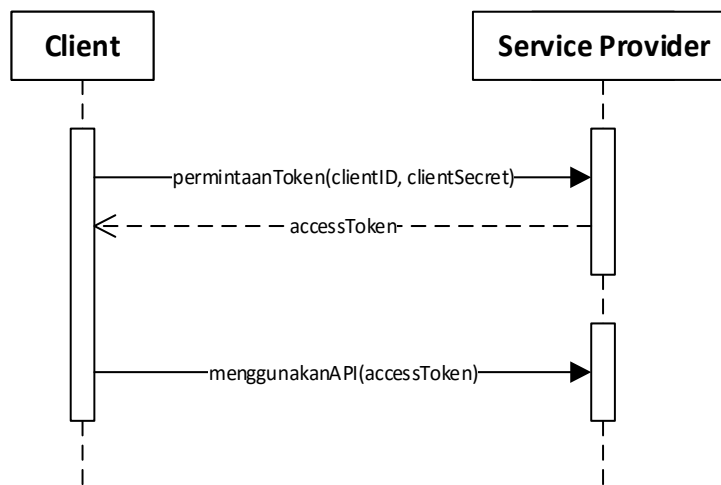 Client
Service Provider
permintaanToken(clientID, clientSecret)
accessToken
menggunakanAPI(accessToken)